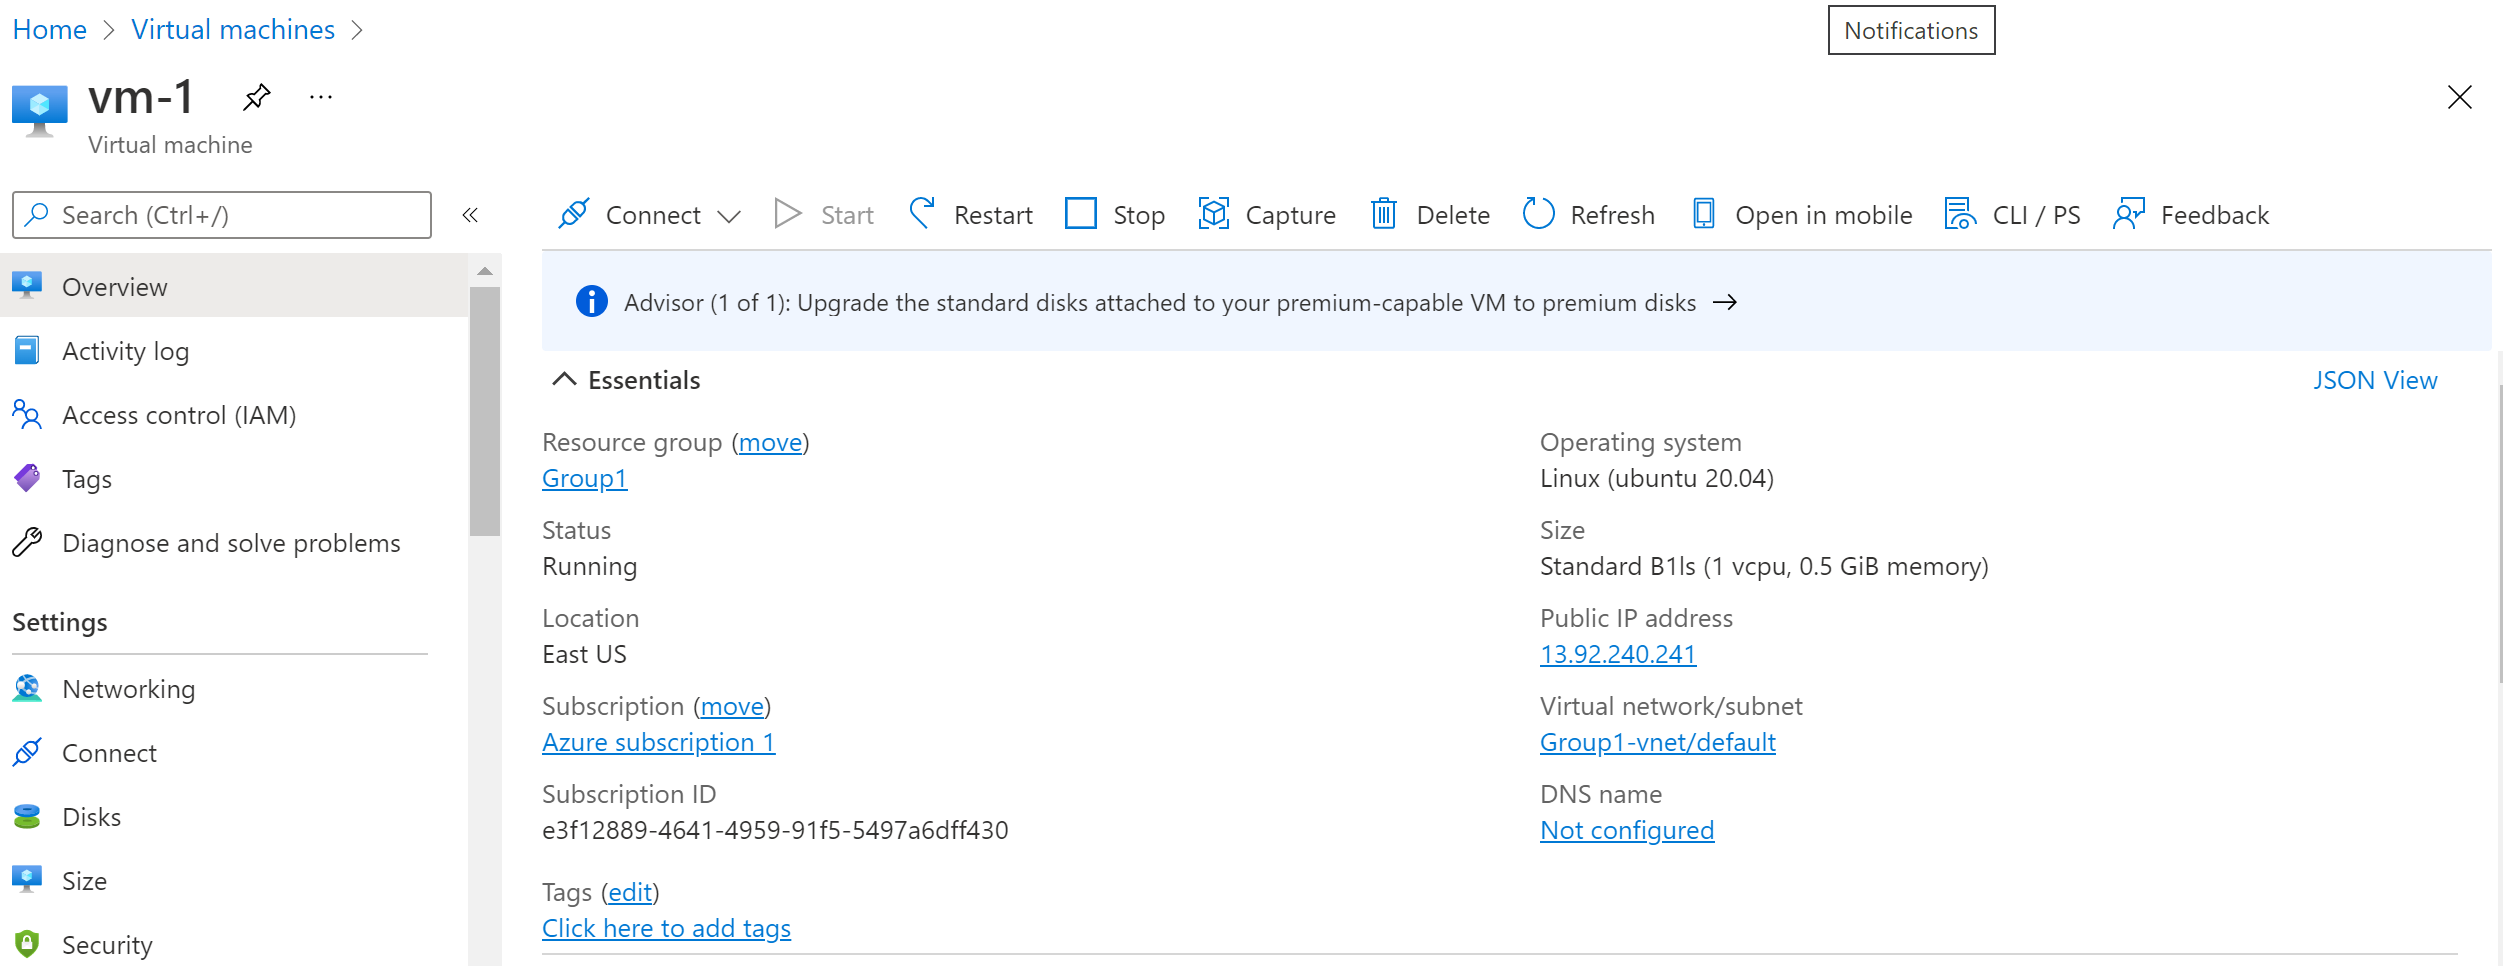 Home > Virtual machines >
Notifications
vm-1 ...
Virtual machine
Search (Ctrl+/) «
Connect Start Restart Stop Capture Delete Refresh Open in mobile CLI / PS Feedback
Overview
Activity log
Access control (IAM)
Tags
Diagnose and solve problems
Settings
Networking
Connect
Disks
Size
Security
Advisor (1 of 1): Upgrade the standard disks attached to your premium-capable VM to premium disks →
Essentials
JSON View
Resource group (move)
Group1
Status
Running
Location
East US
Subscription (move)
Azure subscription 1
Subscription ID
e3f12889-4641-4959-91f5-5497a6dff430
Tags (edit)
Click here to add tags
Operating system
Linux (ubuntu 20.04)
Size
Standard B1ls (1 vcpu, 0.5 GiB memory)
Public IP address
13.92.240.241
Virtual network/subnet
Group1-vnet/default
DNS name
Not configured